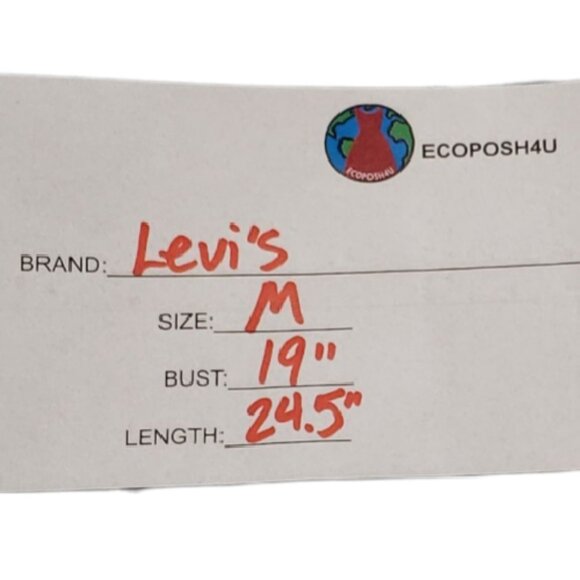 ECOPOSH4U
ECOPOSH4U
BRAND: Levi's
SIZE: M
BUST: 19"
LENGTH: 24.5"